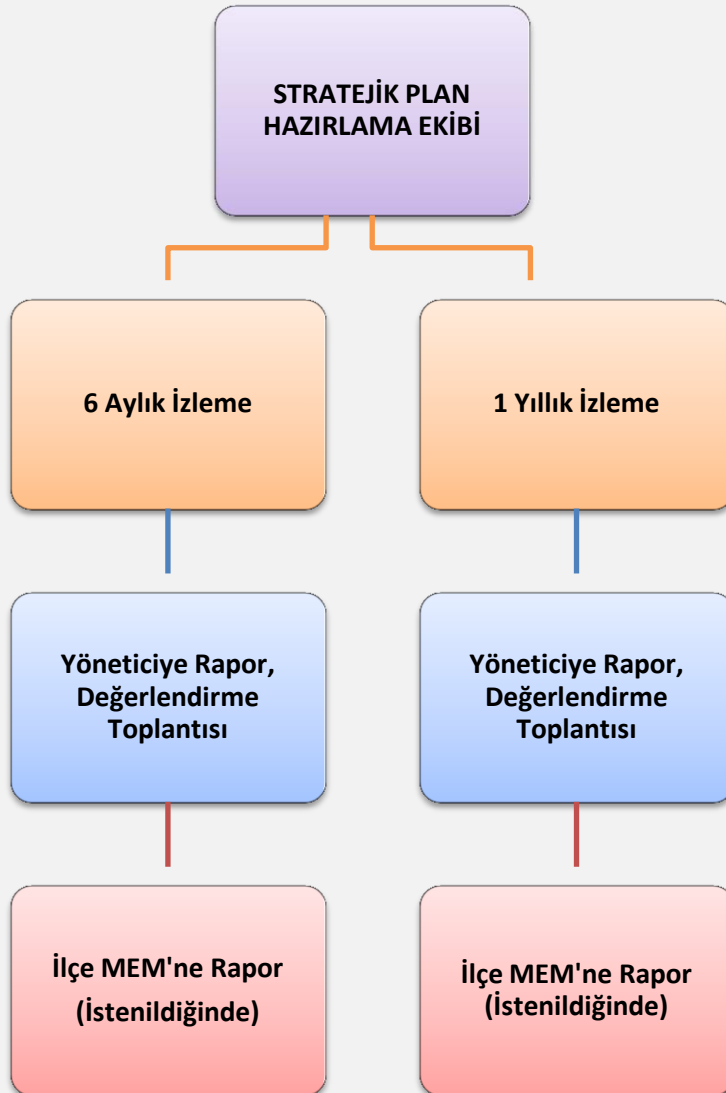 STRATEJİK PLAN
HAZIRLAMA EKİBİ
6 Aylık İzleme
1 Yıllık İzleme
Yöneticiye Rapor,
Değerlendirme
Toplantısı
Yöneticiye Rapor,
Değerlendirme
Toplantısı
İlçe MEM'ne Rapor
(İstenildiğinde)
İlçe MEM'ne Rapor
(İstenildiğinde)